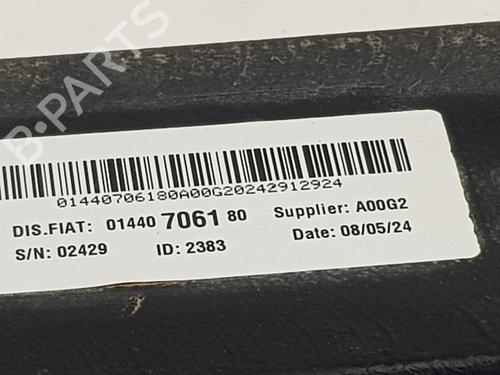 B-PARTS
01440706180A00G20242912924
DIS.FIAT: 01440 7061 80 Supplier: A00G2
S/N: 02429 ID: 2383 Date: 08/05/24